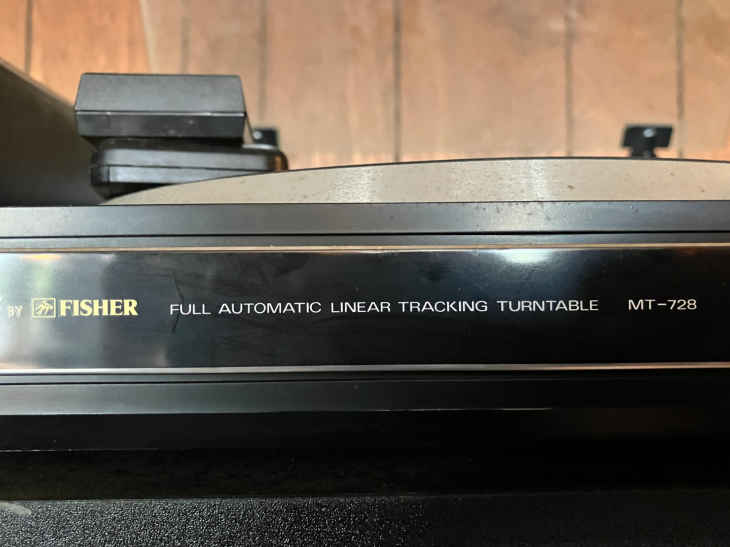 BY FISHER FULL AUTOMATIC LINEAR TRACKING TURNTABLE MT-728